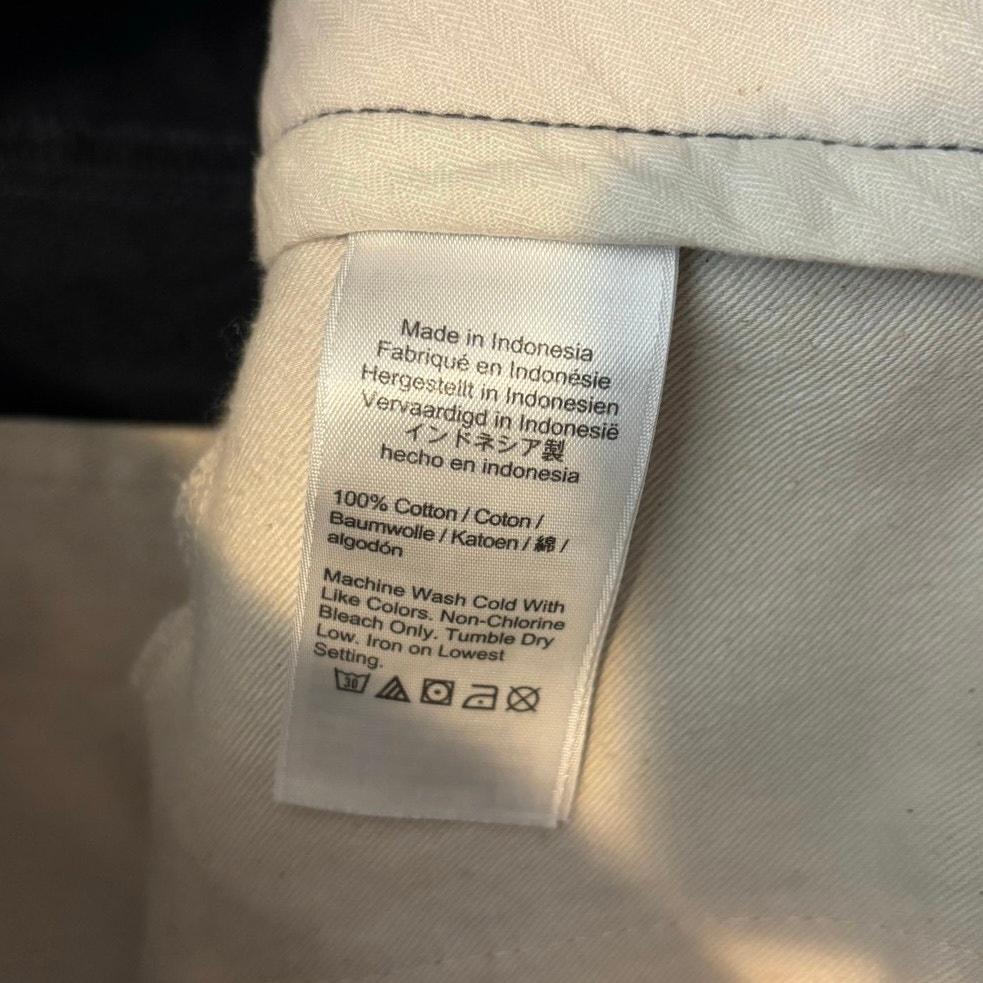 Made in Indonesia
Fabriqué en Indonésie
Hergestellt in Indonesien
Vervaardigd in Indonesië
インドネシア製
hecho en indonesia
100% Cotton / Coton /
Baumwolle / Katoen / 綿 /
algodón
Machine Wash Cold With
Like Colors. Non-Chlorine
Bleach Only. Tumble Dry
Low. Iron on Lowest
Setting.
30